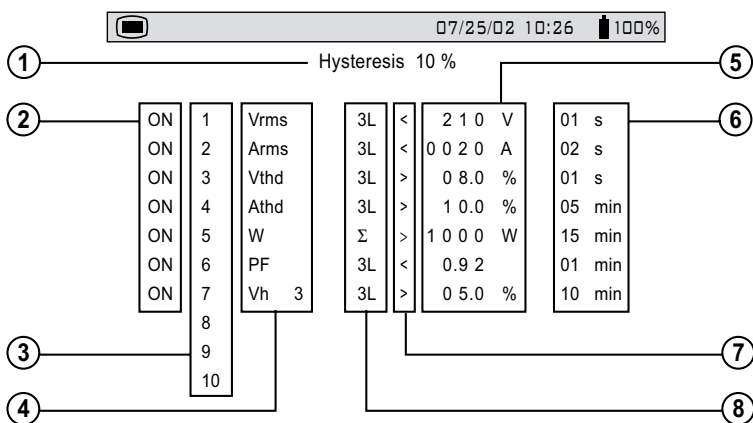 07/25/02 10:26 100%
1 Hysteresis 10 % 5
2 ON 1 Vrms 3L < 210 V 01 s 6
ON 2 Arms 3L < 0020 A 02 s
ON 3 Vthd 3L > 08.0 % 01 s
ON 4 Athd 3L > 10.0 % 05 min
ON 5 W Σ > 1000 W 15 min
ON 6 PF 3L < 0.92 01 min
ON 7 Vh 3 3L > 05.0 % 10 min
8
3 9 7
10
4 8